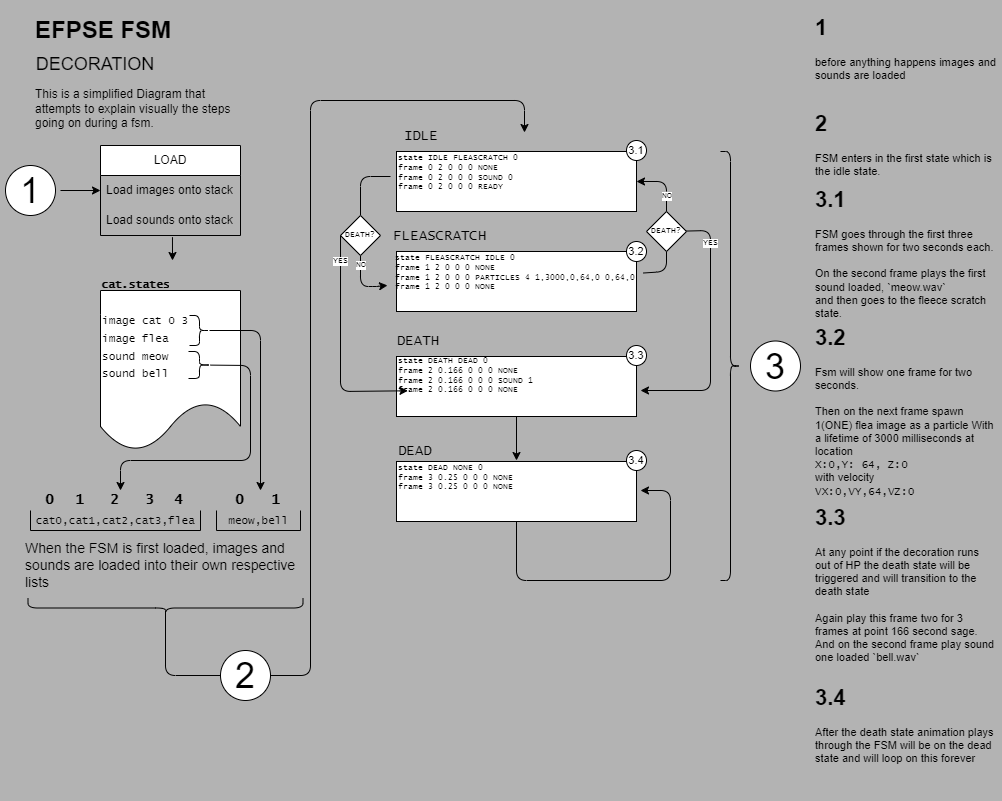 EFPSE FSM
DECORATION
This is a simplified Diagram that
attempts to explain visually the steps
going on during a fsm.
1
LOAD
Load images onto stack
Load sounds onto stack
cat.states
image cat 0 3
image flea
sound meow
sound bell
0 1 2 3 4
cat0,cat1,cat2,cat3,flea
0 1
meow,bell
When the FSM is first loaded, images and
sounds are loaded into their own respective
lists
2
IDLE
3.1
state IDLE FLEASCRATCH 0
frame 0 2 0 0 0 NONE
frame 0 2 0 0 0 SOUND 0
frame 0 2 0 0 0 READY
DEATH?
YES
NO
NO
DEATH?
YES
FLEASCRATCH
3.2
state FLEASCRATCH IDLE 0
frame 1 2 0 0 0 NONE
frame 1 2 0 0 0 PARTICLES 4 1,3000,0,64,0 0,64,0
frame 1 2 0 0 0 NONE
DEATH
3.3
state DEATH DEAD 0
frame 2 0.166 0 0 0 NONE
frame 2 0.166 0 0 0 SOUND 1
frame 2 0.166 0 0 0 NONE
DEAD
3.4
state DEAD NONE 0
frame 3 0.25 0 0 0 NONE
frame 3 0.25 0 0 0 NONE
3
1
before anything happens images and
sounds are loaded
2
FSM enters in the first state which is
the idle state.
3.1
FSM goes through the first three
frames shown for two seconds each.
On the second frame plays the first
sound loaded, `meow.wav`
and then goes to the fleece scratch
state.
3.2
Fsm will show one frame for two
seconds.
Then on the next frame spawn
1(ONE) flea image as a particle With
a lifetime of 3000 milliseconds at
location
X:0,Y: 64, Z:0
with velocity
VX:0,VY,64,VZ:0
3.3
At any point if the decoration runs
out of HP the death state will be
triggered and will transition to the
death state
Again play this frame two for 3
frames at point 166 second sage.
And on the second frame play sound
one loaded `bell.wav`
3.4
After the death state animation plays
through the FSM will be on the dead
state and will loop on this forever